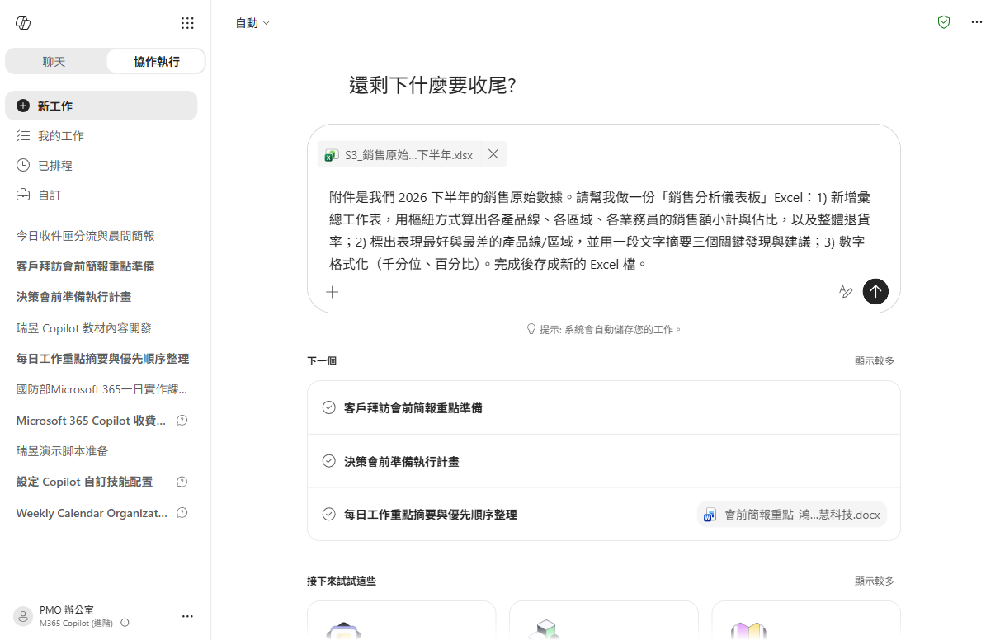 自動
聊天
協作執行
新工作
我的工作
已排程
自訂
今日收件匣分流與晨間簡報
客戶拜訪會前簡報重點準備
決策會前準備執行計畫
瑞昱 Copilot 教材內容開發
每日工作重點摘要與優先順序整理
國防部Microsoft 365一日實作課...
Microsoft 365 Copilot 收費...
瑞昱演示脚本准备
設定 Copilot 自訂技能配置
Weekly Calendar Organizat...
PMO 辦公室
M365 Copilot (進階)
還剩下什麼要收尾?
S3_銷售原始...下半年.xlsx
附件是我們 2026 下半年的銷售原始數據。請幫我做一份「銷售分析儀表板」Excel：1) 新增彙
總工作表，用樞紐方式算出各產品線、各區域、各業務員的銷售額小計與佔比，以及整體退貨
率；2) 標出表現最好與最差的產品線/區域，並用一段文字摘要三個關鍵發現與建議；3) 數字
格式化（千分位、百分比）。完成後存成新的 Excel 檔。
提示: 系統會自動儲存您的工作。
下一個
顯示較多
客戶拜訪會前簡報重點準備
決策會前準備執行計畫
每日工作重點摘要與優先順序整理
會前簡報重點_鴻...慧科技.docx
接下來試試這些
顯示較多